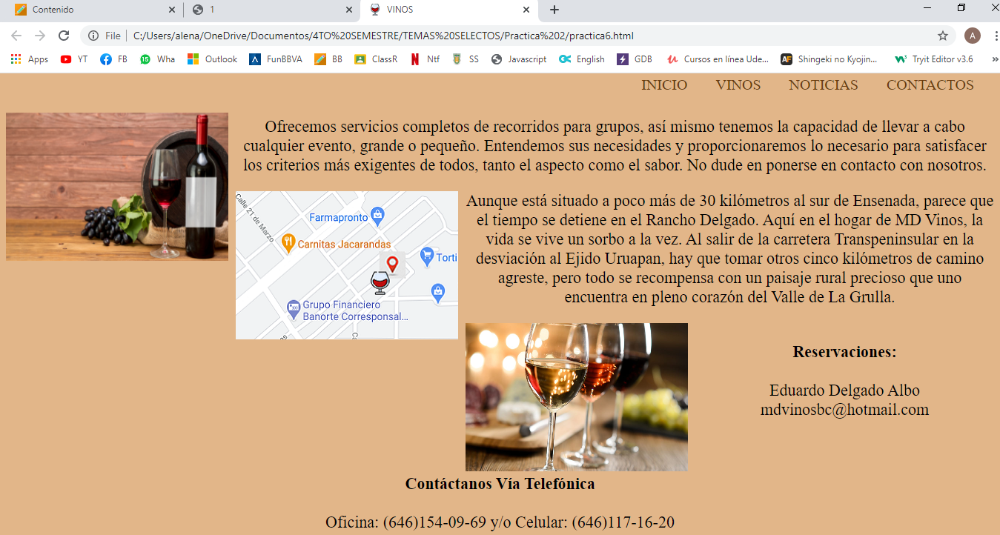 Contenido
1
VINOS
File
C:/Users/alena/OneDrive/Documentos/4TO%20SEMESTRE/TEMAS%20SELECTOS/Practica%202/practica6.html
A
Apps
YT
FB
15
Wha
Outlook
FunBBVA
BB
ClassR
Ntf
SS
Javascript
English
GDB
Cursos en línea Ude...
AF
Shingeki no Kyojin...
Tryit Editor v3.6
»
INICIO VINOS NOTICIAS CONTACTOS
Ofrecemos servicios completos de recorridos para grupos, así mismo tenemos la capacidad de llevar a cabo
cualquier evento, grande o pequeño. Entendemos sus necesidades y proporcionaremos lo necesario para satisfacer
los criterios más exigentes de todos, tanto el aspecto como el sabor. No dude en ponerse en contacto con nosotros.
Calle 21 de Marzo
Farmapronto
Carnitas Jacarandas
Torti
Grupo Financiero
Banorte Corresponsal...
Ca
Aunque está situado a poco más de 30 kilómetros al sur de Ensenada, parece que
el tiempo se detiene en el Rancho Delgado. Aquí en el hogar de MD Vinos, la
vida se vive un sorbo a la vez. Al salir de la carretera Transpeninsular en la
desviación al Ejido Uruapan, hay que tomar otros cinco kilómetros de camino
agreste, pero todo se recompensa con un paisaje rural precioso que uno
encuentra en pleno corazón del Valle de La Grulla.
Reservaciones:
Eduardo Delgado Albo
mdvinosbc@hotmail.com
Contáctanos Vía Telefónica
Oficina: (646)154-09-69 y/o Celular: (646)117-16-20